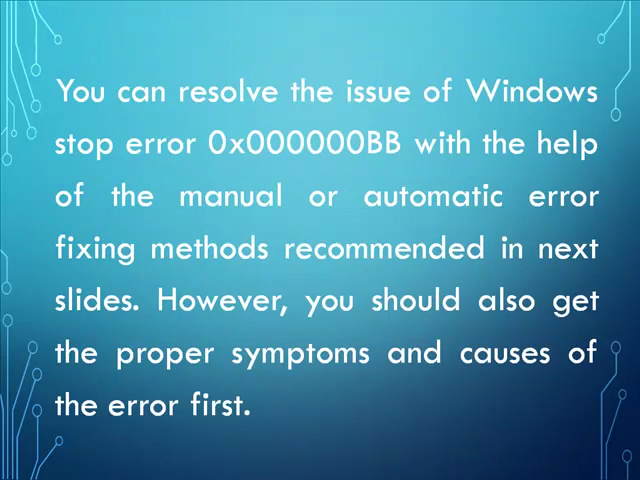 You can resolve the issue of Windows
stop error 0x000000BB with the help
of the manual or automatic error
fixing methods recommended in next
slides. However, you should also get
the proper symptoms and causes of
the error first.